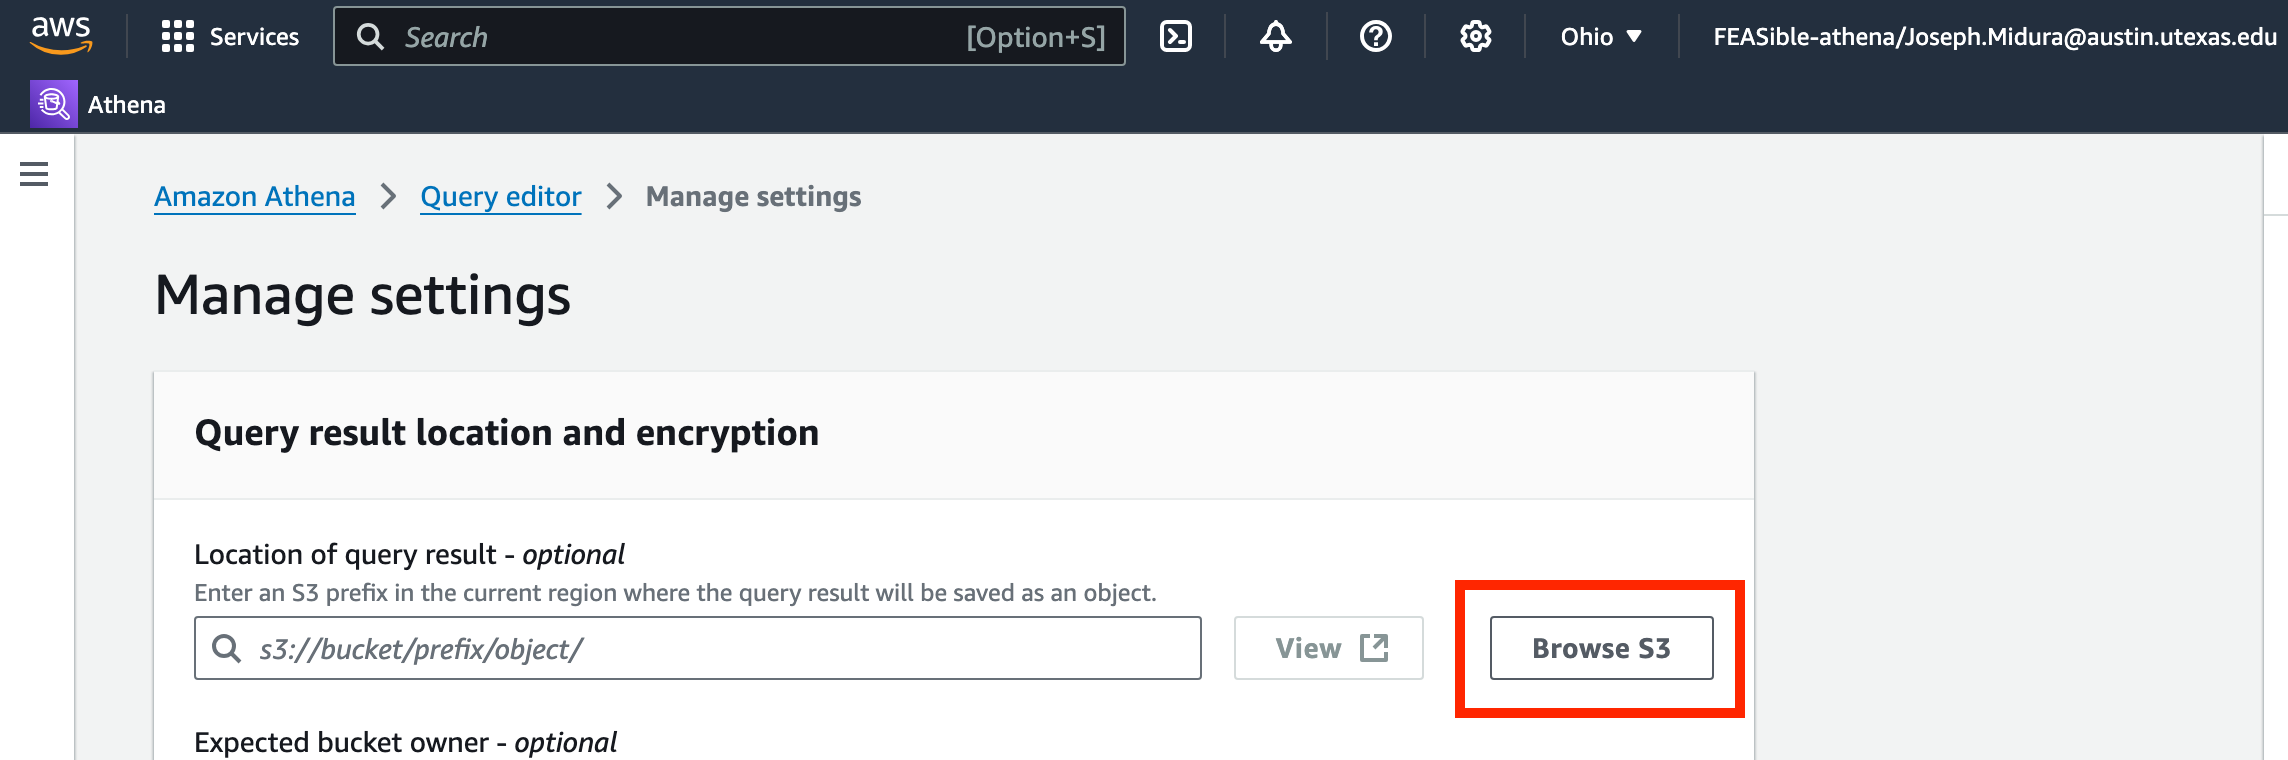 aws Services Search [Option+S] Ohio FEASible-athena/Joseph.Midura@austin.utexas.edu
Athena
Amazon Athena Query editor Manage settings
Manage settings
Query result location and encryption
Location of query result - optional
Enter an S3 prefix in the current region where the query result will be saved as an object.
s3://bucket/prefix/object/ View Browse S3
Expected bucket owner - optional